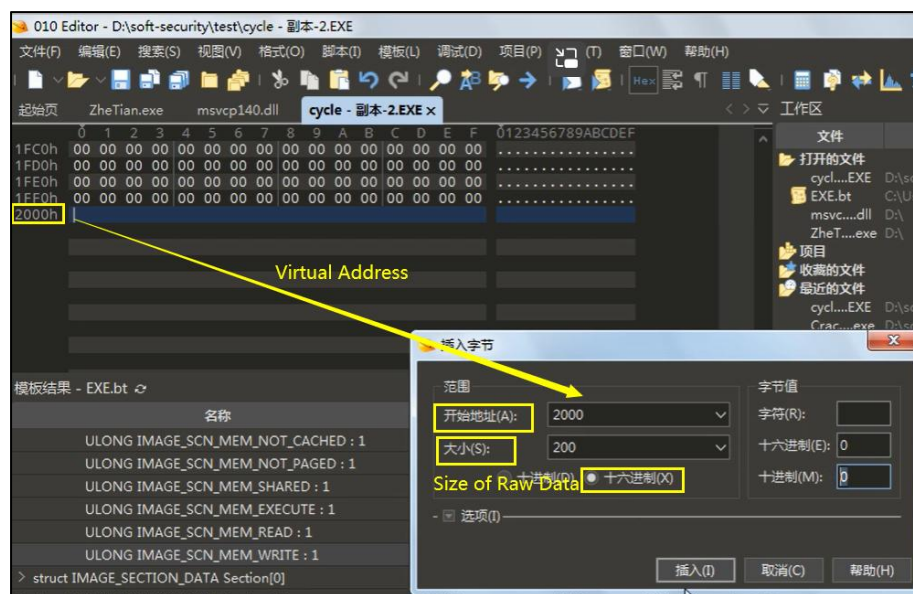 010 Editor - D:\soft-security\test\cycle - 副本-2.EXE
文件(F) 编辑(E) 搜索(S) 视图(V) 格式(O) 脚本(I) 模板(L) 调试(D) 项目(P) (T) 窗口(W) 帮助(H)
Hex
起始页 ZheTian.exe msvcp140.dll cycle - 副本-2.EXE × 工作区
0 1 2 3 4 5 6 7 8 9 A B C D E F 0123456789ABCDEF 文件
1FC0h 00 00 00 00 00 00 00 00 00 00 00 00 00 00 00 00 ................
打开的文件
1FD0h 00 00 00 00 00 00 00 00 00 00 00 00 00 00 00 00 ................
cycl....EXE D:\so
1FE0h 00 00 00 00 00 00 00 00 00 00 00 00 00 00 00 00 ................
EXE.bt C:\U
1FF0h 00 00 00 00 00 00 00 00 00 00 00 00 00 00 00 00 ................
2000h
msvc....dll D:\
ZheT....exe D:\
项目
收藏的文件
最近的文件
cycl....EXE D:\so
Crac....exe D:\so
Virtual Address
插入字节
范围 字节值
开始地址(A): 2000 字符(R):
大小(S): 200 十六进制(E): 0
十进制(D) 十六进制(X) 十进制(M): 0
Size of Raw Data
选项(I)
插入(I) 取消(C) 帮助(H)
模板结果 - EXE.bt
名称
ULONG IMAGE_SCN_MEM_NOT_CACHED : 1
ULONG IMAGE_SCN_MEM_NOT_PAGED : 1
ULONG IMAGE_SCN_MEM_SHARED : 1
ULONG IMAGE_SCN_MEM_EXECUTE : 1
ULONG IMAGE_SCN_MEM_READ : 1
ULONG IMAGE_SCN_MEM_WRITE : 1
> struct IMAGE_SECTION_DATA Section[0]